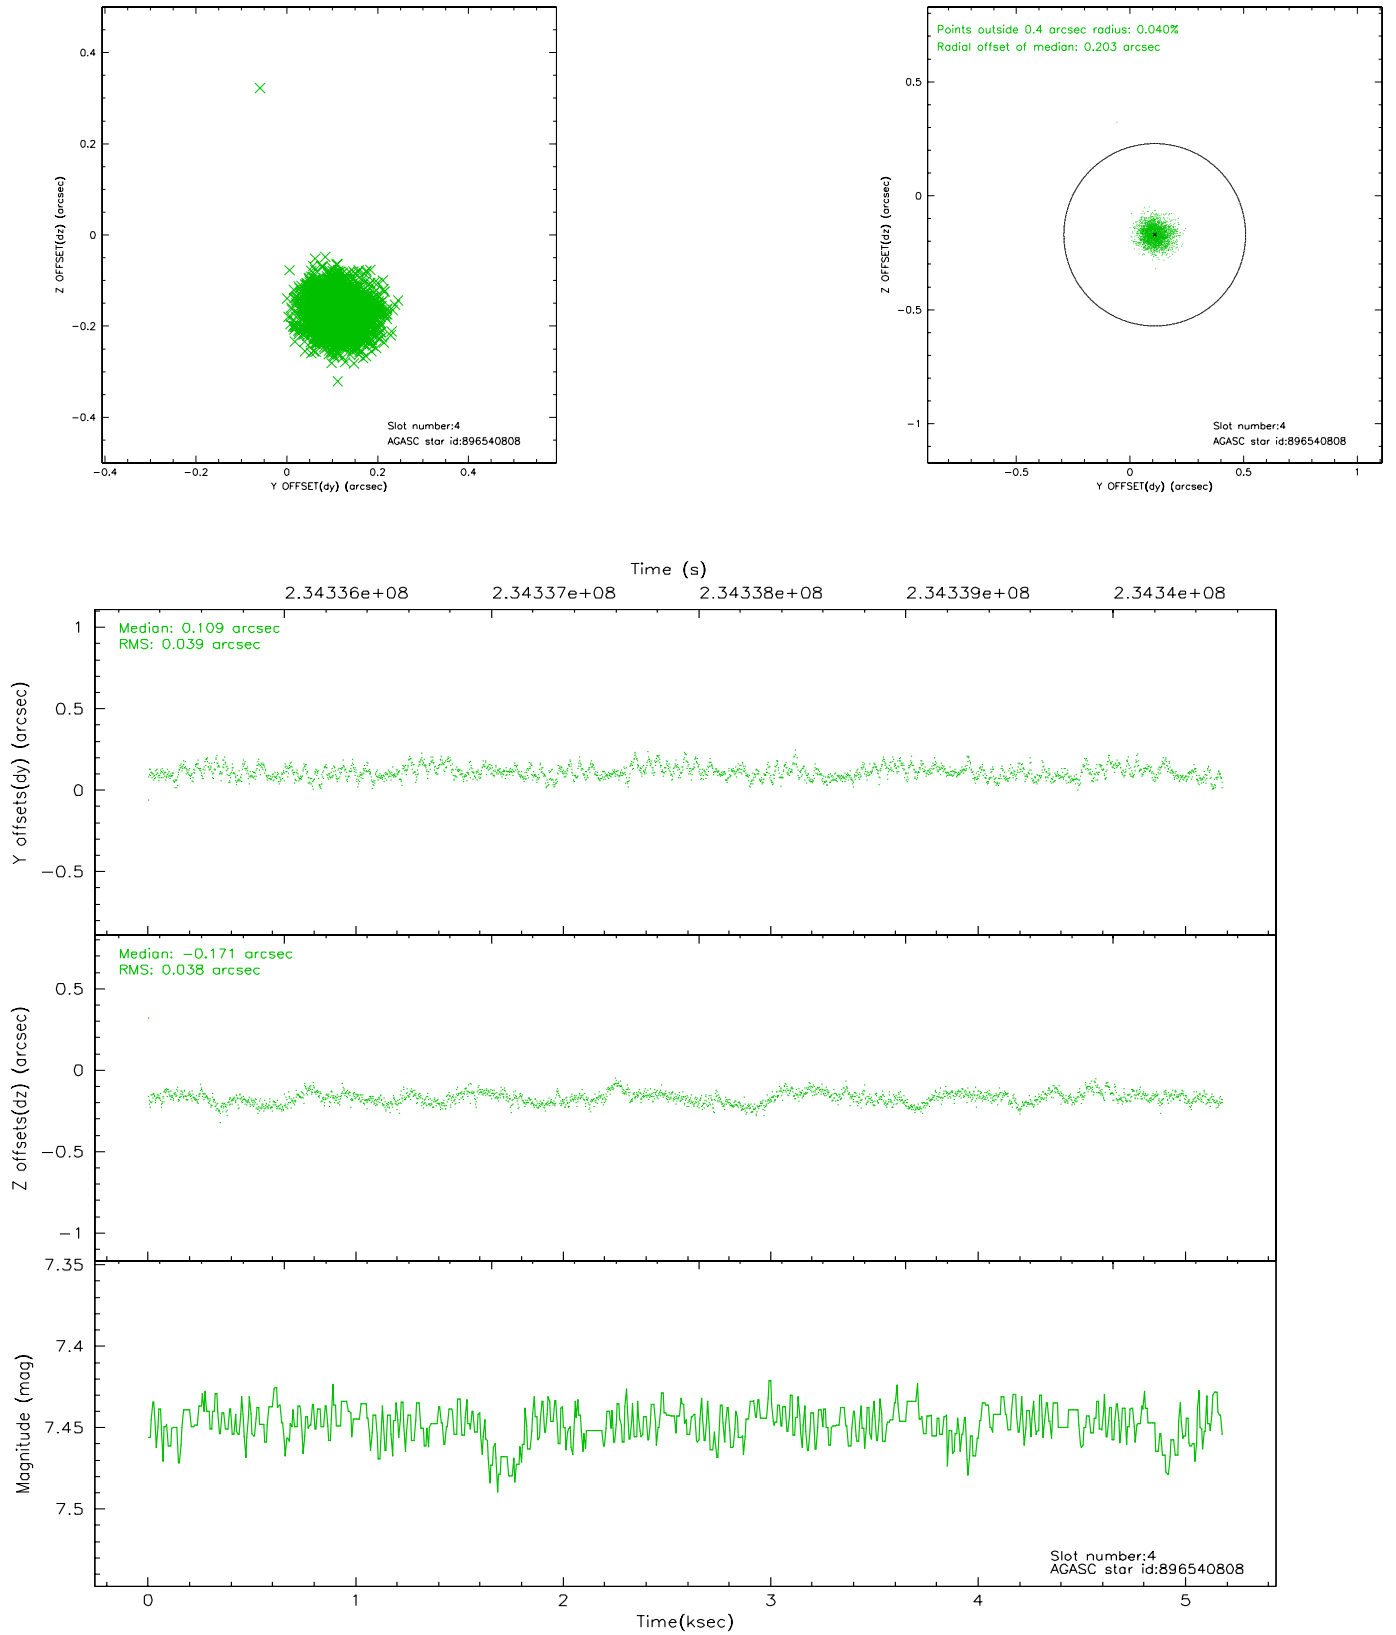 0.4
0.2
0
−0.2
−0.4
Z OFFSET(dz) (arcsec)
Slot number:4
AGASC star id:896540808
−0.4 −0.2 0 0.2 0.4
Y OFFSET(dy) (arcsec)
Points outside 0.4 arcsec radius: 0.040%
Radial offset of median: 0.203 arcsec
0.5
0
−0.5
−1
Z OFFSET(dz) (arcsec)
Slot number:4
AGASC star id:896540808
−0.5 0 0.5 1
Y OFFSET(dy) (arcsec)
Time (s)
2.34336e+08 2.34337e+08 2.34338e+08 2.34339e+08 2.3434e+08
Median: 0.109 arcsec
RMS: 0.039 arcsec
1
0.5
0
−0.5
Y offsets(dy) (arcsec)
Median: −0.171 arcsec
RMS: 0.038 arcsec
0.5
0
−0.5
−1
Z offsets(dz) (arcsec)
7.35
7.4
7.45
7.5
Magnitude (mag)
Slot number:4
AGASC star id:896540808
0 1 2 3 4 5
Time(ksec)